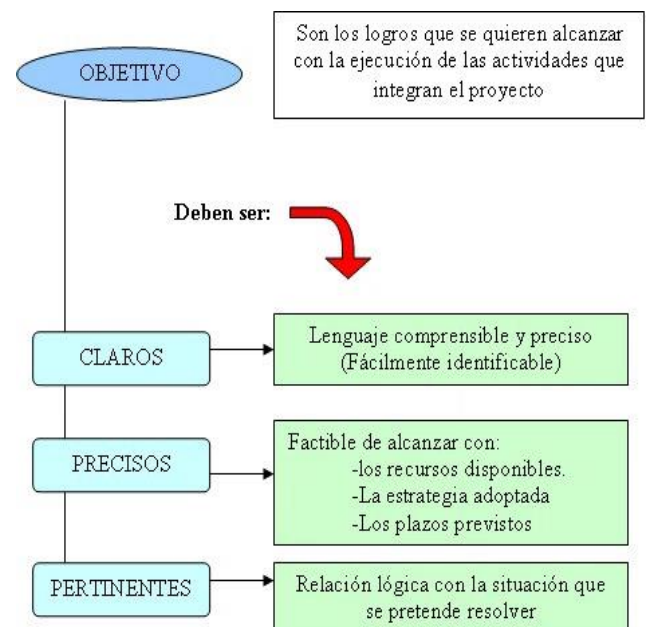 OBJETIVO
Son los logros que se quieren alcanzar
con la ejecución de las actividades que
integran el proyecto
Deben ser:
CLAROS
Lenguaje comprensible y preciso
(Fácilmente identificable)
PRECISOS
Factible de alcanzar con:
-los recursos disponibles.
-La estrategia adoptada
-Los plazos previstos
PERTINENTES
Relación lógica con la situación que
se pretende resolver